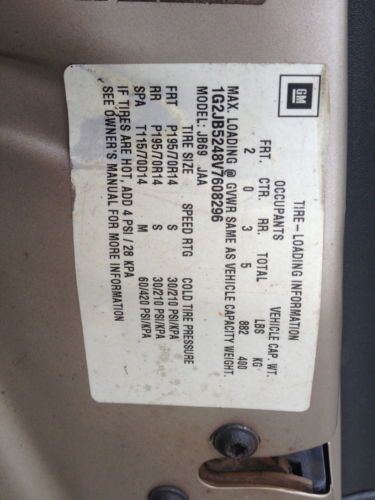 GM
TIRE-LOADING INFORMATION
OCCUPANTS VEHICLE CAP. WT.
FRT. CTR. RR. TOTAL LBS KG
2 0 3 5 882 400
MAX. LOADING @ GVWR SAME AS VEHICLE CAPACITY WEIGHT.
1G2JB5248V7608296
MODEL: JB69 JAA
TIRE SIZE SPEED RTG COLD TIRE PRESSURE
FRT P195/70R14 S 30/210 PSI/KPA
RR P195/70R14 S 30/210 PSI/KPA
SPA T115/70D14 M 60/420 PSI/KPA
IF TIRES ARE HOT, ADD 4 PSI / 28 KPA
SEE OWNER'S MANUAL FOR MORE INFORMATION